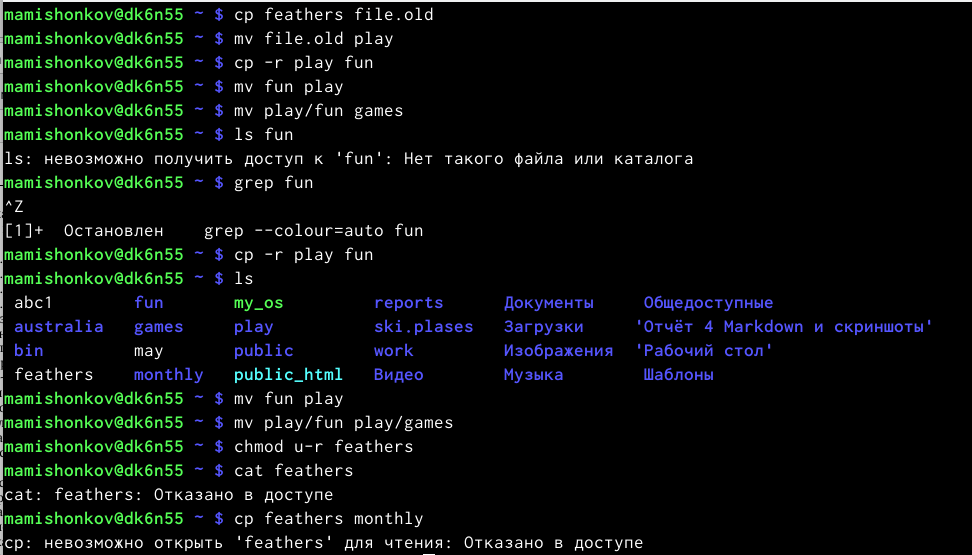 mamishonkov@dk6n55 ~ $ cp feathers file.old
mamishonkov@dk6n55 ~ $ mv file.old play
mamishonkov@dk6n55 ~ $ cp -r play fun
mamishonkov@dk6n55 ~ $ mv fun play
mamishonkov@dk6n55 ~ $ mv play/fun games
mamishonkov@dk6n55 ~ $ ls fun
ls: невозможно получить доступ к 'fun': Нет такого файла или каталога
mamishonkov@dk6n55 ~ $ grep fun
^Z
[1]+  Остановлен    grep --colour=auto fun
mamishonkov@dk6n55 ~ $ cp -r play fun
mamishonkov@dk6n55 ~ $ ls
abc1 fun my_os reports Документы Общедоступные
australia games play ski.plases Загрузки 'Отчёт 4 Markdown и скриншоты'
bin may public work Изображения 'Рабочий стол'
feathers monthly public_html Видео Музыка Шаблоны
mamishonkov@dk6n55 ~ $ mv fun play
mamishonkov@dk6n55 ~ $ mv play/fun play/games
mamishonkov@dk6n55 ~ $ chmod u-r feathers
mamishonkov@dk6n55 ~ $ cat feathers
cat: feathers: Отказано в доступе
mamishonkov@dk6n55 ~ $ cp feathers monthly
cp: невозможно открыть 'feathers' для чтения: Отказано в доступе